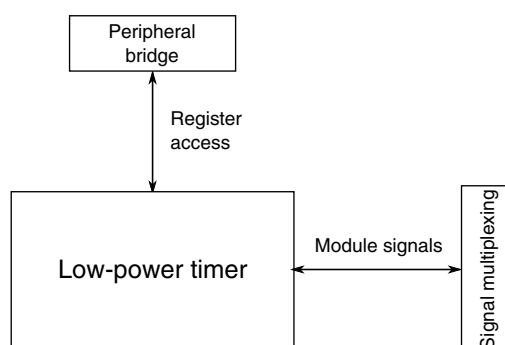 Peripheral
bridge
Register
access
Low-power timer
Module signals
Signal multiplexing